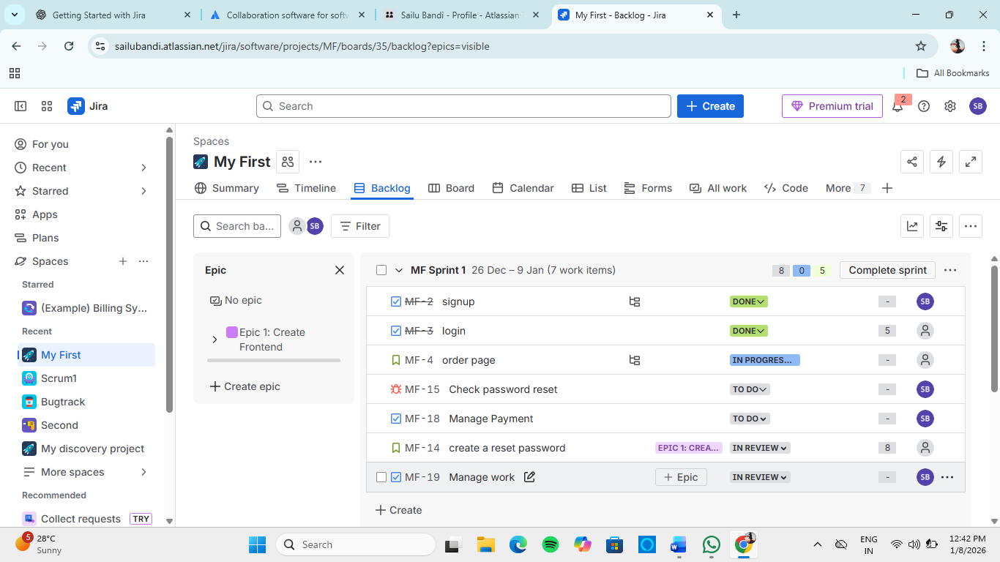 Getting Started with Jira
Collaboration software for softw
Sailu Bandi - Profile - Atlassian
My First - Backlog - Jira
sailubandi.atlassian.net/jira/software/projects/MF/boards/35/backlog?epics=visible
All Bookmarks
Jira
Search
Create
Premium trial
2
SB
For you
Recent
Starred
Apps
Plans
Spaces
Starred
(Example) Billing Sy...
Recent
My First
Scrum1
Bugtrack
Second
My discovery project
More spaces
Recommended
Collect requests TRY
Spaces
My First
Summary Timeline Backlog Board Calendar List Forms All work Code More 7
Search ba... SB Filter
Epic
No epic
Epic 1: Create
Frontend
Create epic
MF Sprint 1 26 Dec – 9 Jan (7 work items) 8 0 5 Complete sprint
MF-2 signup DONE - SB
MF-3 login DONE 5
MF-4 order page IN PROGRES... -
MF-15 Check password reset TO DO - SB
MF-18 Manage Payment TO DO - SB
MF-14 create a reset password EPIC 1: CREA... IN REVIEW 8
MF-19 Manage work + Epic IN REVIEW - SB
Create
5
28°C
Sunny
Search
ENG
IN
12:42 PM
1/8/2026